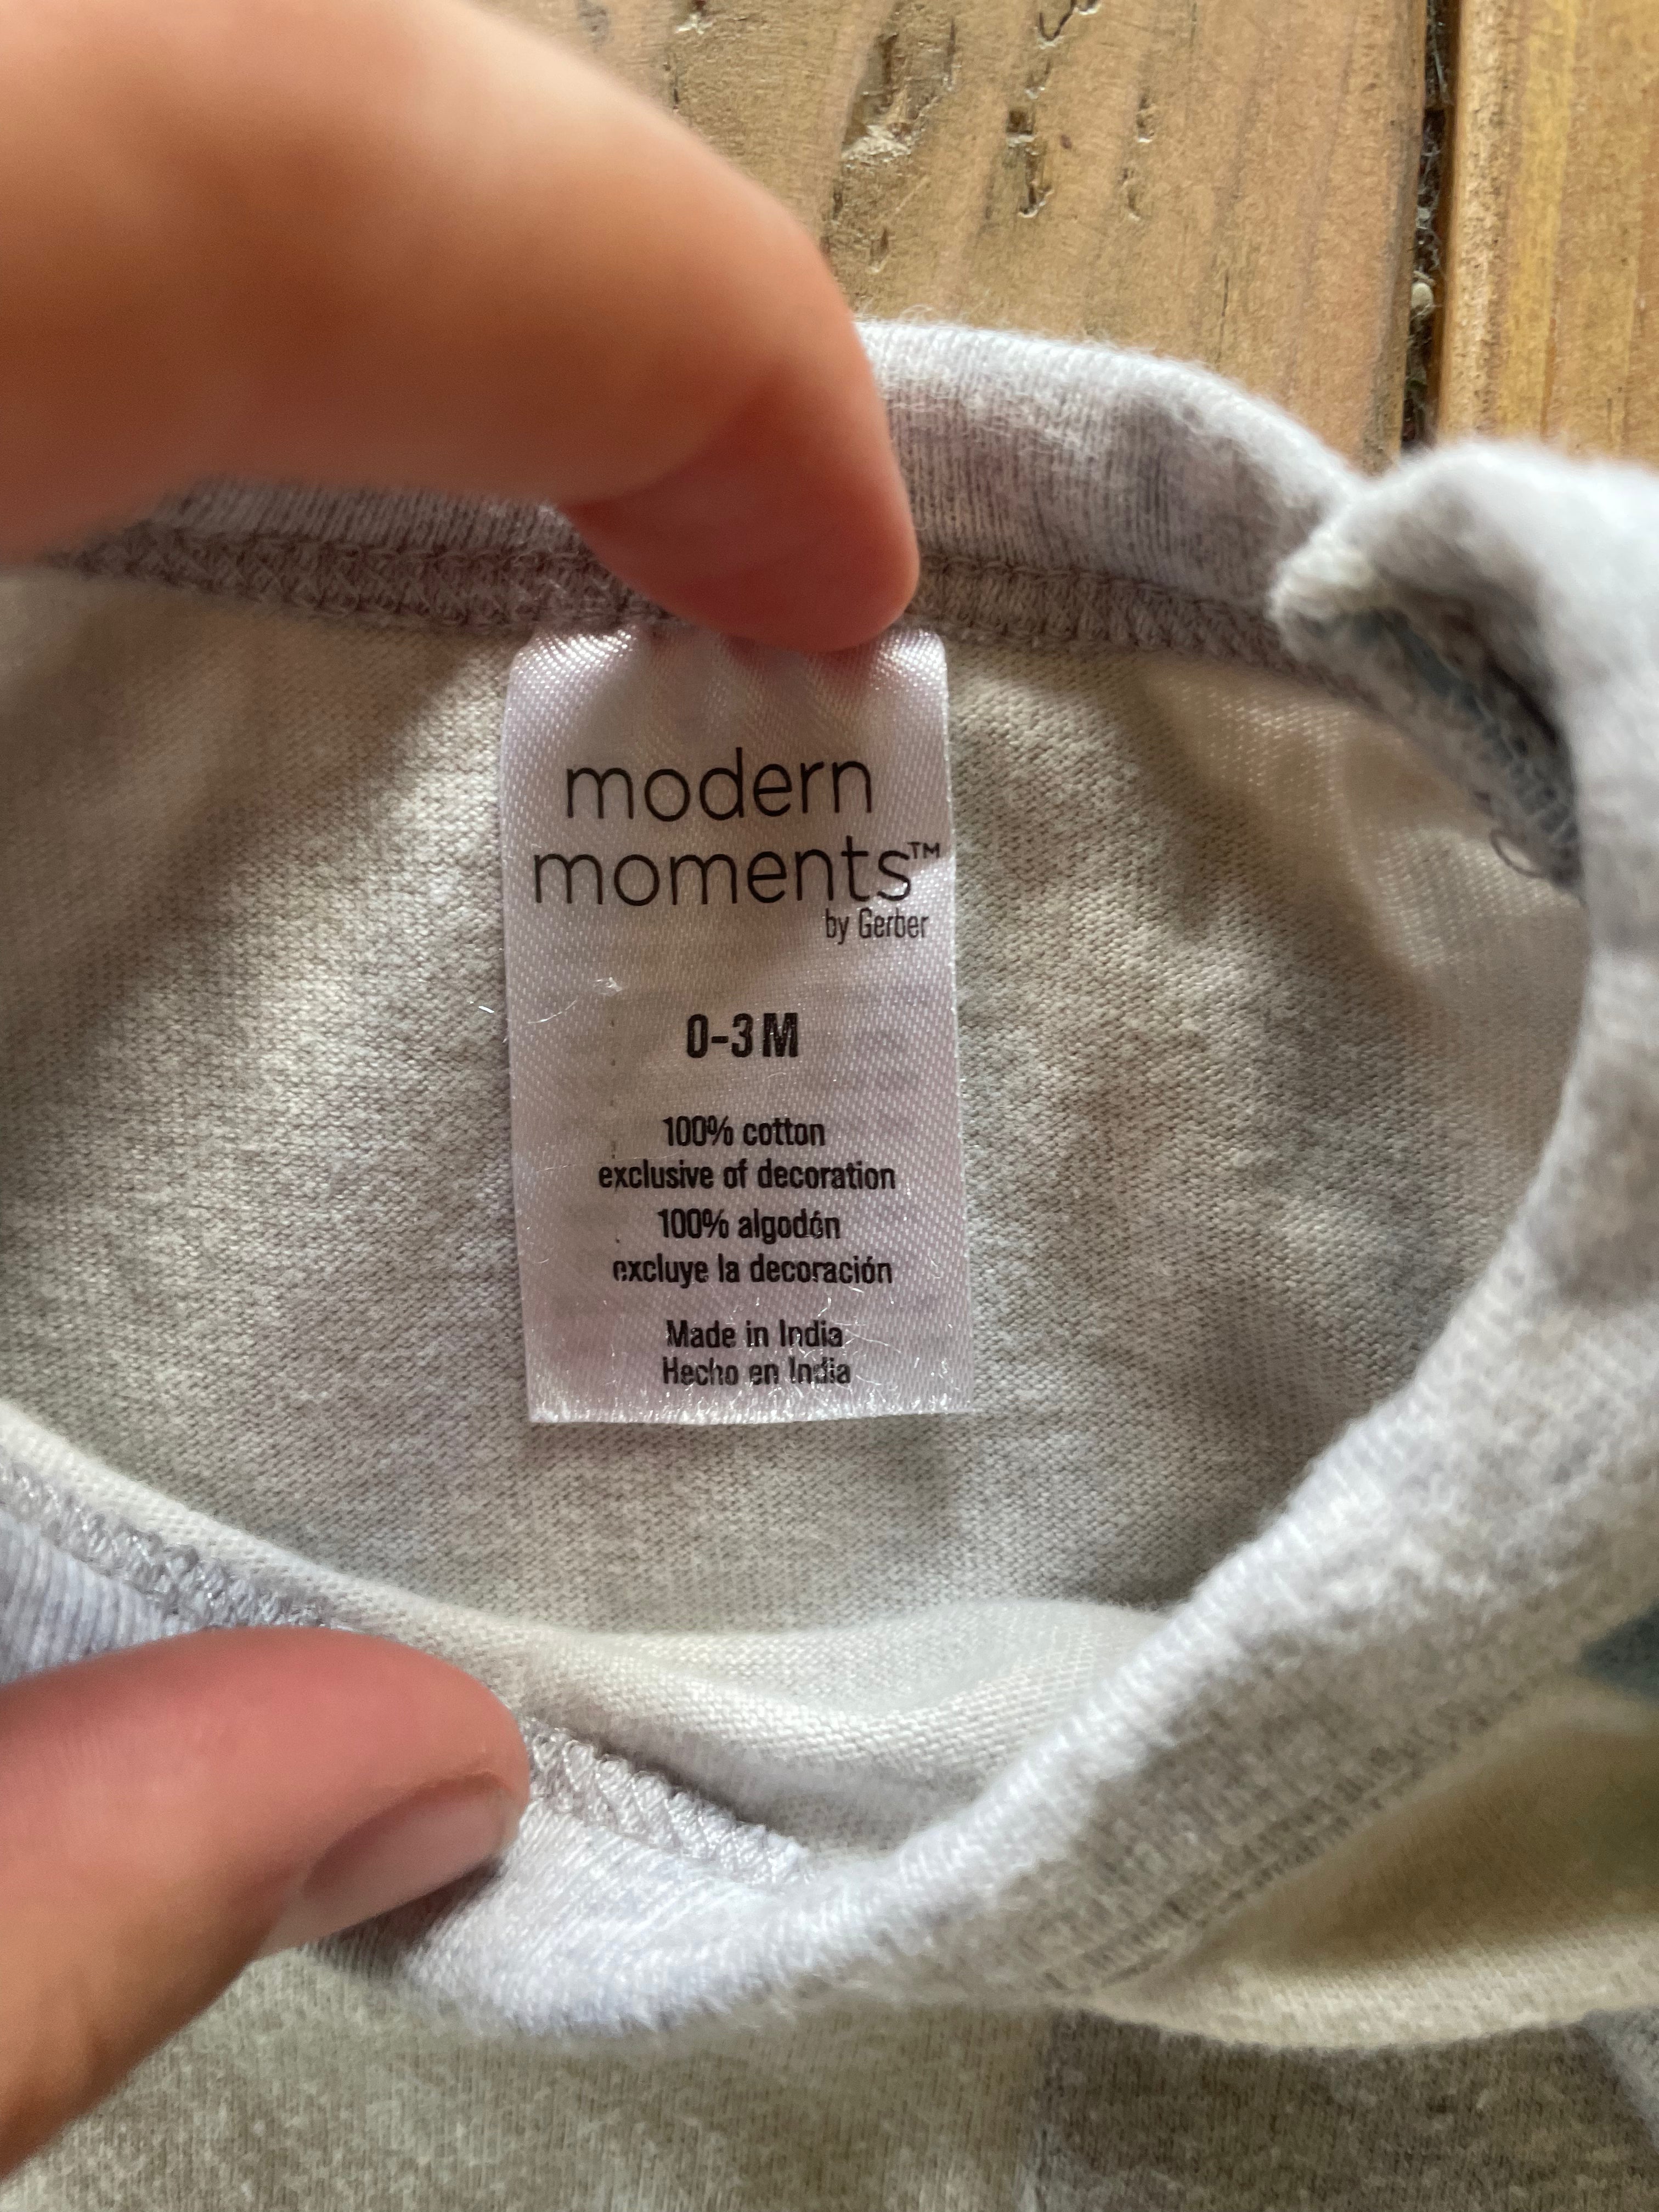 modern
moments™
by Gerber
0-3 M
100% cotton
exclusive of decoration
100% algodón
excluye la decoración
Made in India
Hecho en India